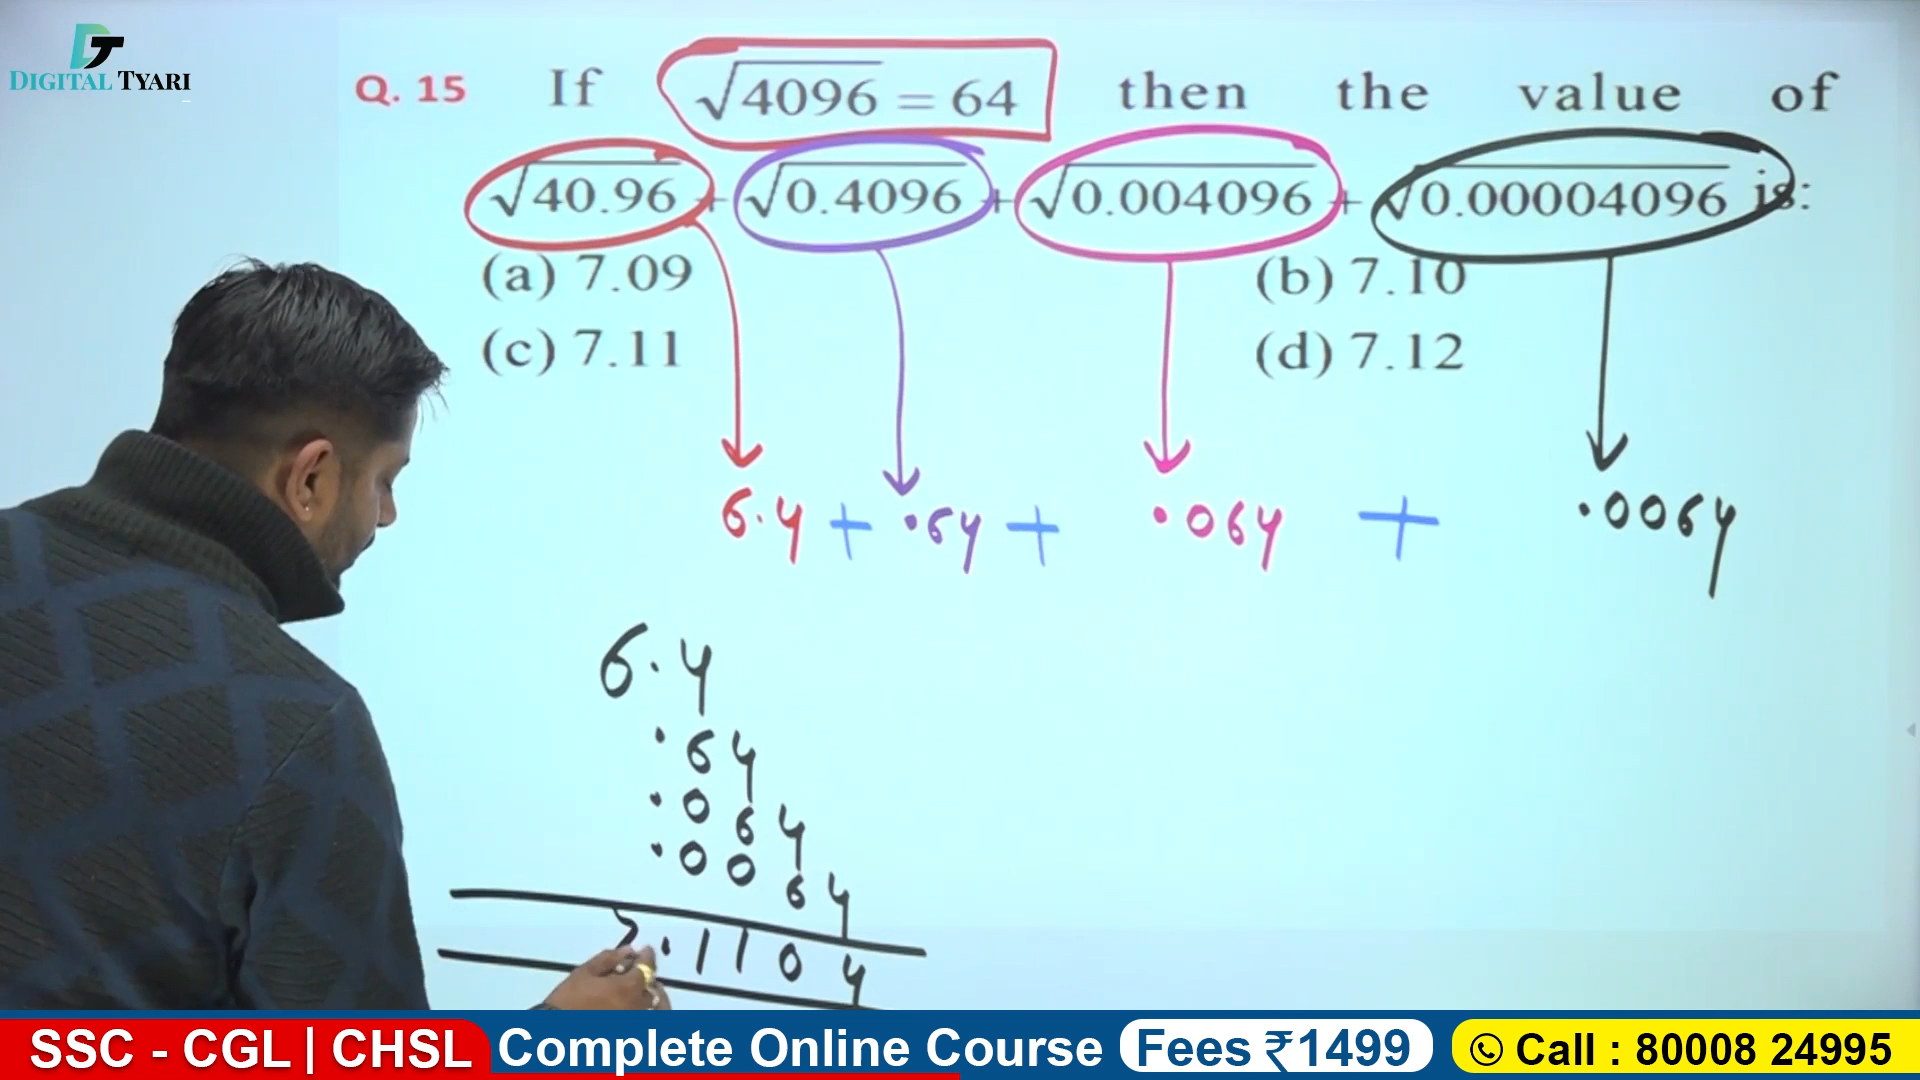 DT
DIGITAL TYARI
Q. 15 If √4096 = 64 then the value of
√40.96 + √0.4096 + √0.004096 + √0.00004096 is:
(a) 7.09 (b) 7.10
(c) 7.11 (d) 7.12
6.4 + .64 + .064 + .0064
6.4
.64
.064
.0064
7.1104
SSC - CGL | CHSL Complete Online Course Fees ₹1499 Call : 80008 24995